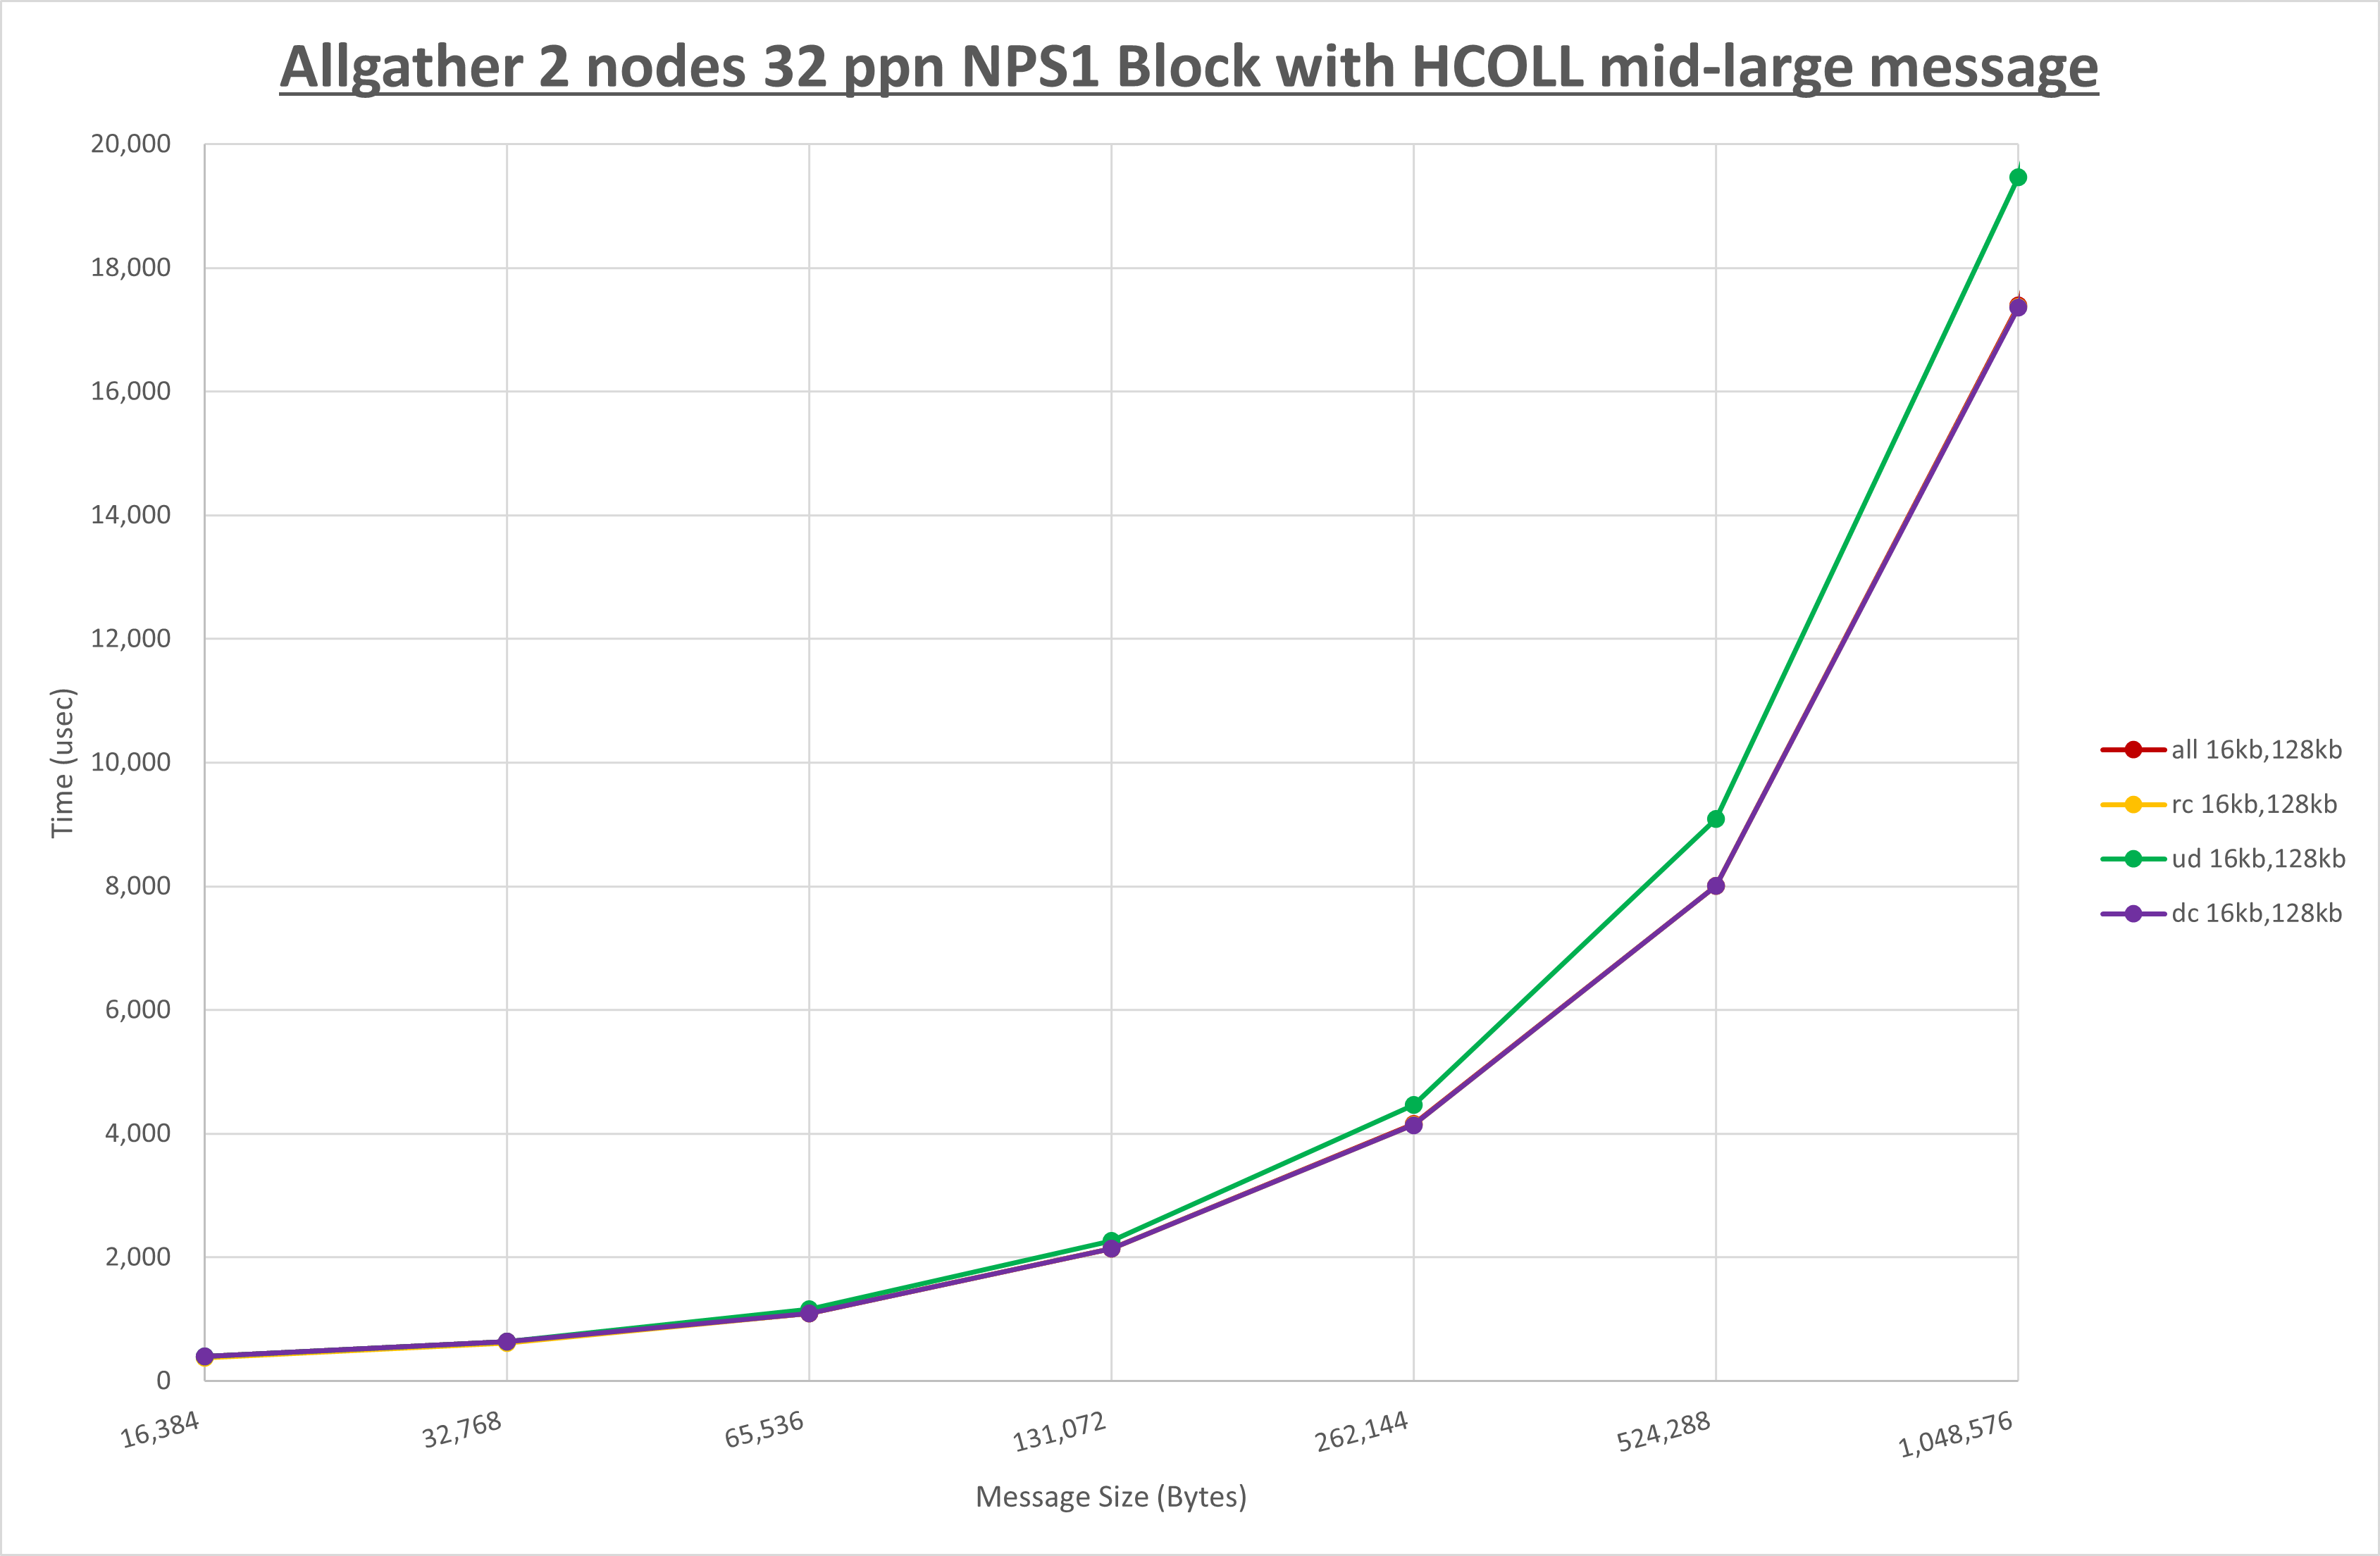 Allgather 2 nodes 32 ppn NPS1 Block with HCOLL mid-large message
20,000
18,000
16,000
14,000
12,000
10,000
8,000
6,000
4,000
2,000
0
Time (usec)
16,384
32,768
65,536
131,072
262,144
524,288
1,048,576
Message Size (Bytes)
all 16kb,128kb
rc 16kb,128kb
ud 16kb,128kb
dc 16kb,128kb